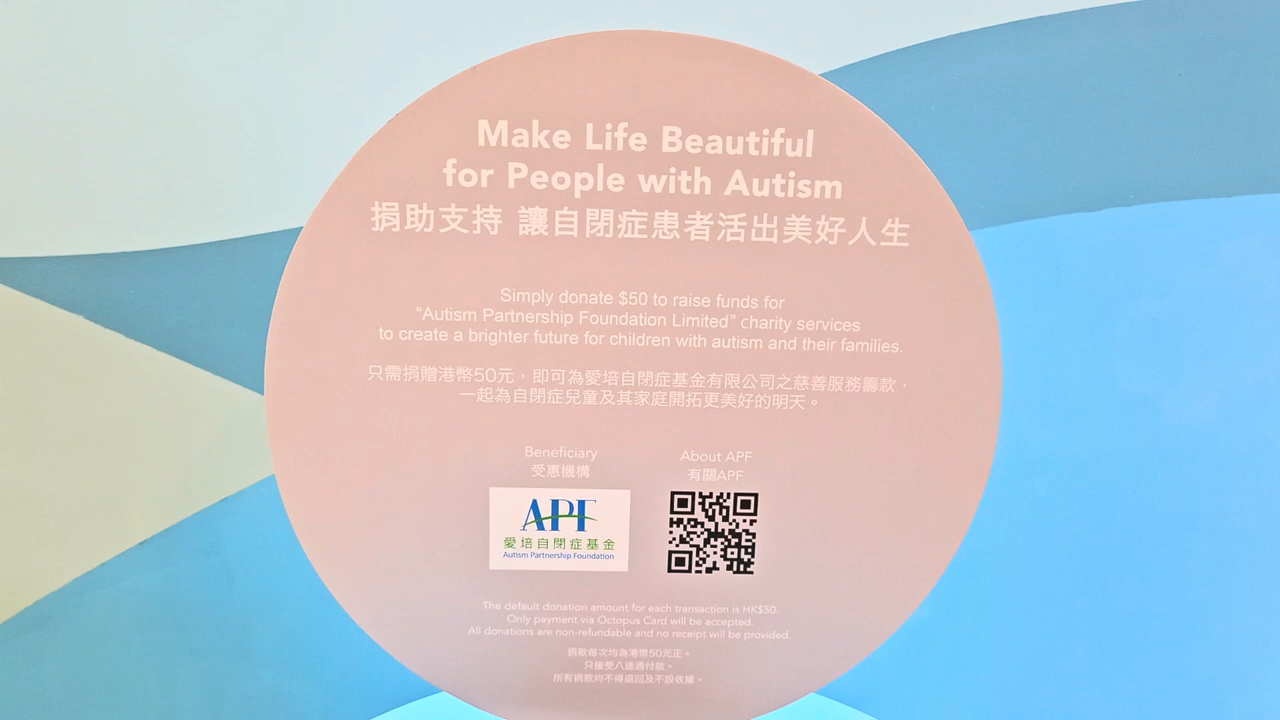 Make Life Beautiful
for People with Autism
捐助支持 讓自閉症患者活出美好人生
Simply donate $50 to raise funds for
“Autism Partnership Foundation Limited” charity services
to create a brighter future for children with autism and their families.
只需捐贈港幣50元，即可為愛培自閉症基金有限公司之慈善服務籌款，
一起為自閉症兒童及其家庭開拓更美好的明天。
Beneficiary
受惠機構
APF
愛培自閉症基金
Autism Partnership Foundation
About APF
有關APF
The default donation amount for each transaction is HK$50.
Only payment via Octopus Card will be accepted.
All donations are non-refundable and no receipt will be provided.
捐款每次均為港幣50元正。
只接受八達通付款。
所有捐款均不得退回及不設收據。